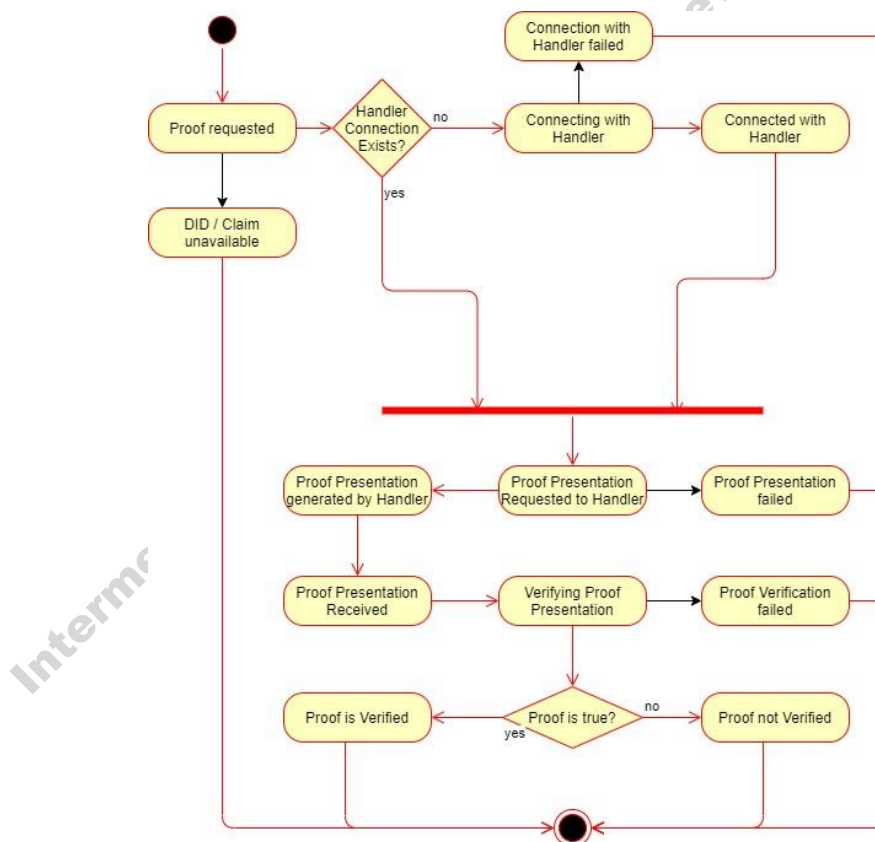 Connection with
Handler failed
Proof requested
Handler
Connection
Exists?
no
Connecting with
Handler
Connected with
Handler
yes
DID / Claim
unavailable
Proof Presentation
generated by Handler
Proof Presentation
Requested to Handler
Proof Presentation
failed
Proof Presentation
Received
Verifying Proof
Presentation
Proof Verification
failed
Proof is Verified
yes
Proof is true?
no
Proof not Verified